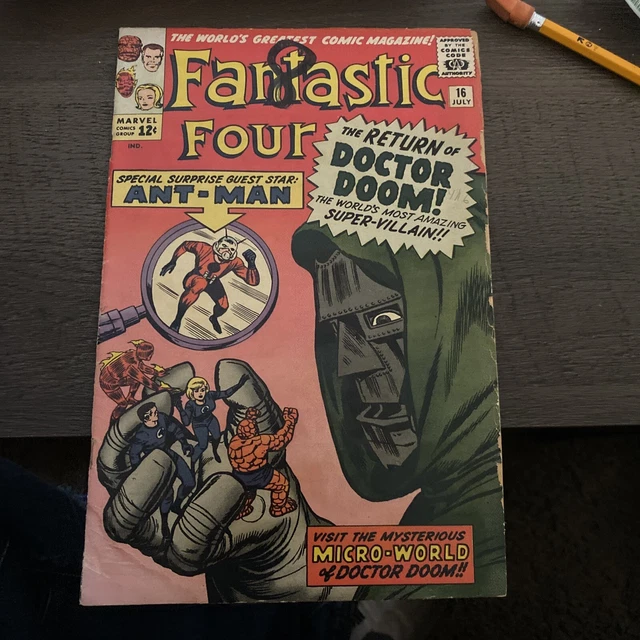 THE WORLD'S GREATEST COMIC MAGAZINE!
APPROVED
BY THE
COMICS
CODE
CA
AUTHORITY
FanTastic
FOUR
16
JULY
MARVEL
COMICS
GROUP
12¢
IND.
THE RETURN OF
DOCTOR
DOOM!
THE WORLD'S MOST AMAZING
SUPER-VILLAIN!!
SPECIAL SURPRISE GUEST STAR:
ANT-MAN
4
VISIT THE MYSTERIOUS
MICRO-WORLD
of DOCTOR DOOM!!